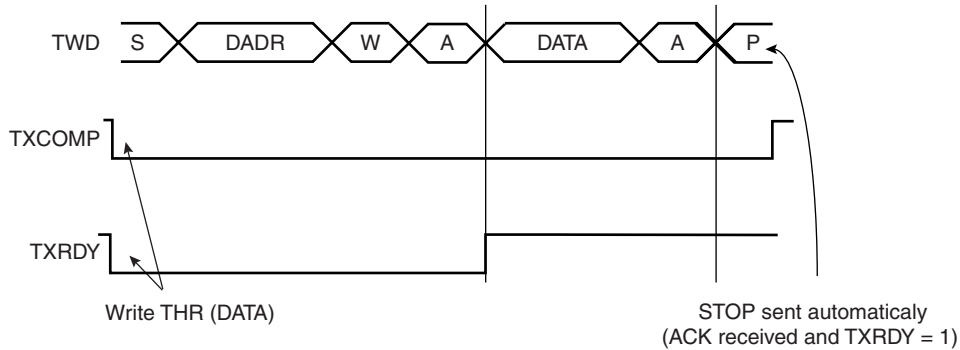 TWD S DADR W A DATA A P
TXCOMP
TXRDY
Write THR (DATA)
STOP sent automaticaly
(ACK received and TXRDY = 1)